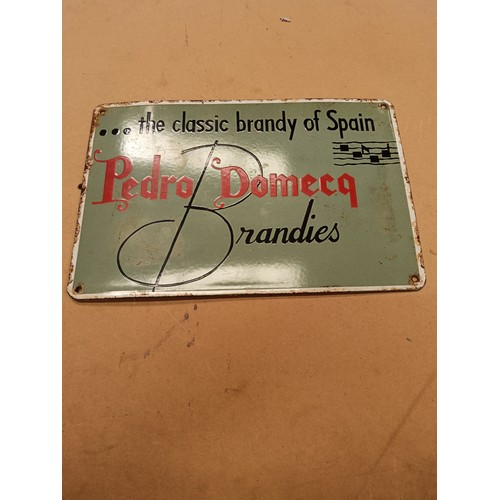 ... the classic brandy of Spain
Pedro Domecq
Brandies